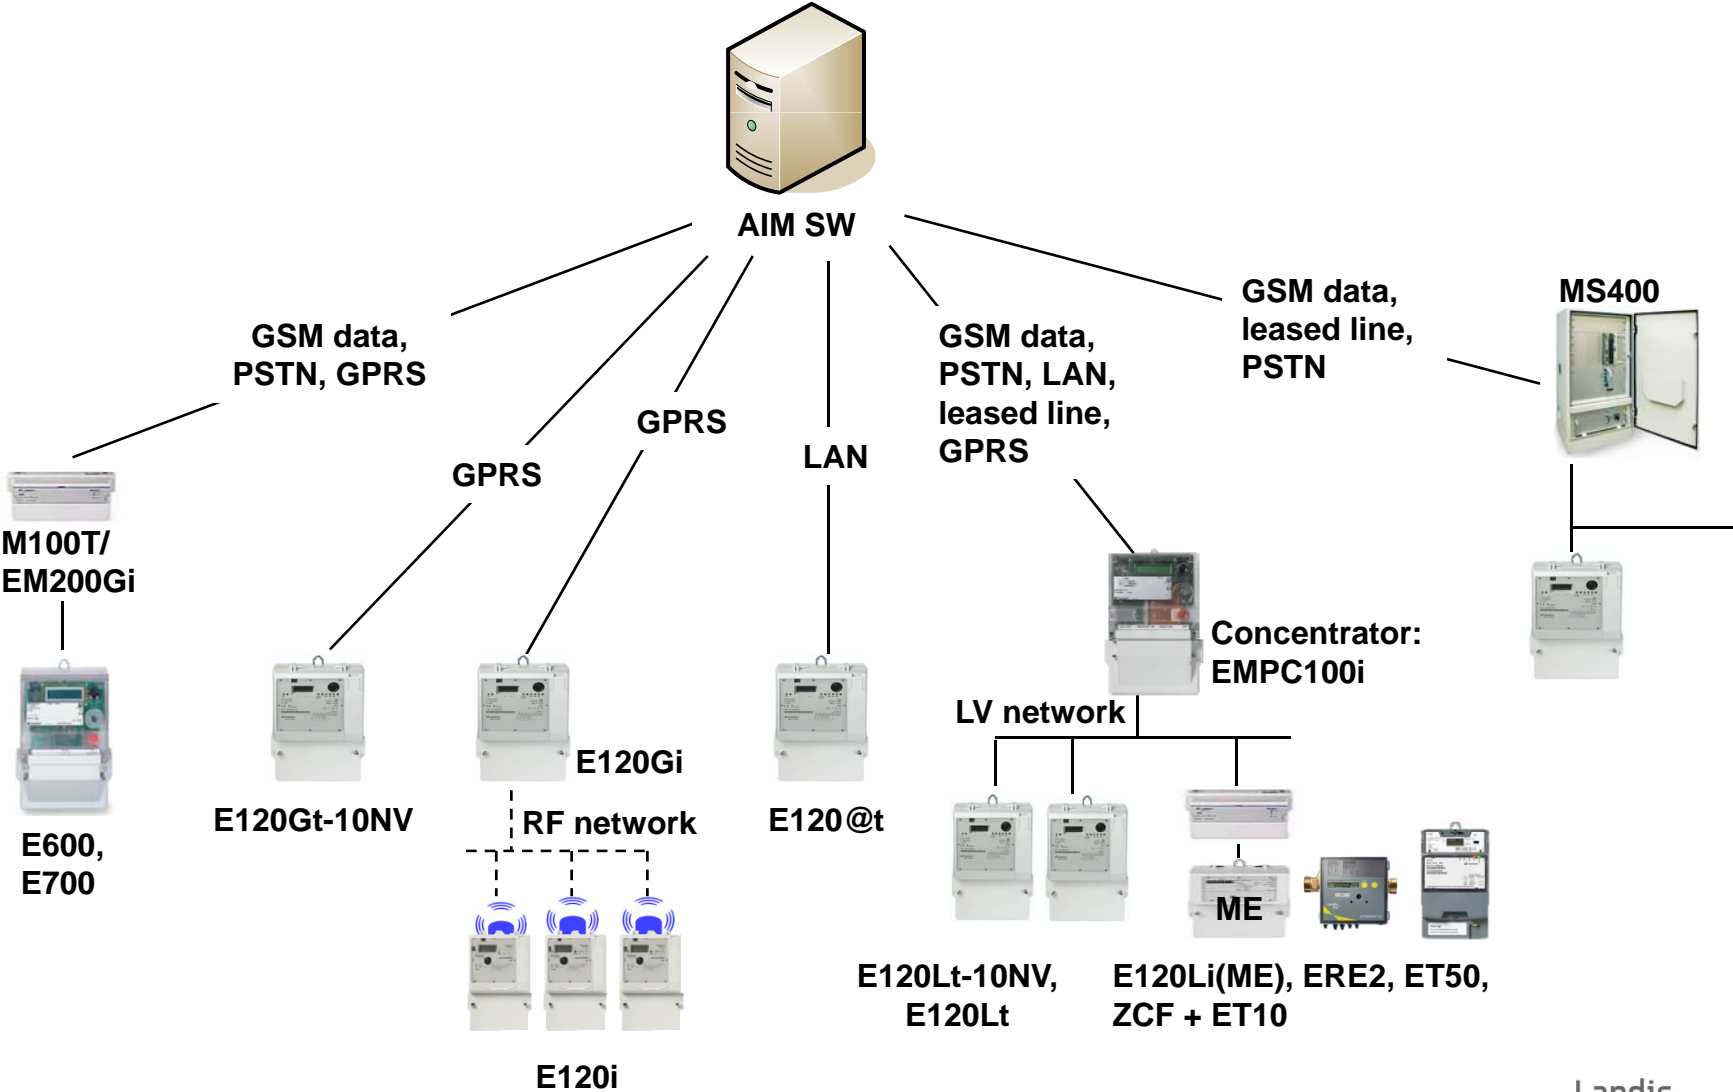 AIM SW
GSM data,
PSTN, GPRS
GPRS
GPRS
LAN
GSM data,
PSTN, LAN,
leased line,
GPRS
GSM data,
leased line,
PSTN
MS400
M100T/
EM200Gi
Concentrator:
EMPC100i
LV network
E120Gi
E120Gt-10NV
RF network
E120@t
E600,
E700
ME
E120Lt-10NV,
E120Lt
E120Li(ME), ERE2, ET50,
ZCF + ET10
E120i